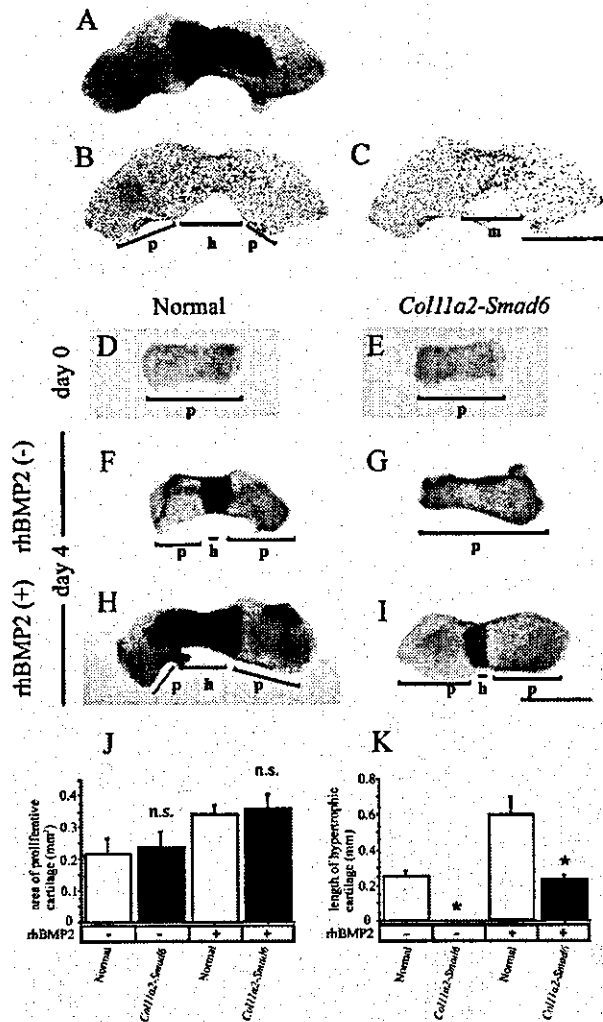 A
B
C
p h p
m
Normal Col11a2-Smad6
day 0
D
E
p
p
rhBMP2 (-)
F
G
p h p
p
day 4
rhBMP2 (+)
H
I
p h p
p h p
J
K
area of proliferative cartilage (mm²)
0.4
0.3
0.2
0.1
0
n.s.
n.s.
rhBMP2 - - + +
Normal
Col11a2-Smad6
Normal
Col11a2-Smad6
length of hypertrophic cartilage (mm)
0.8
0.6
0.4
0.2
0
*
*
rhBMP2 - - + +
Normal
Col11a2-Smad6
Normal
Col11a2-Smad6